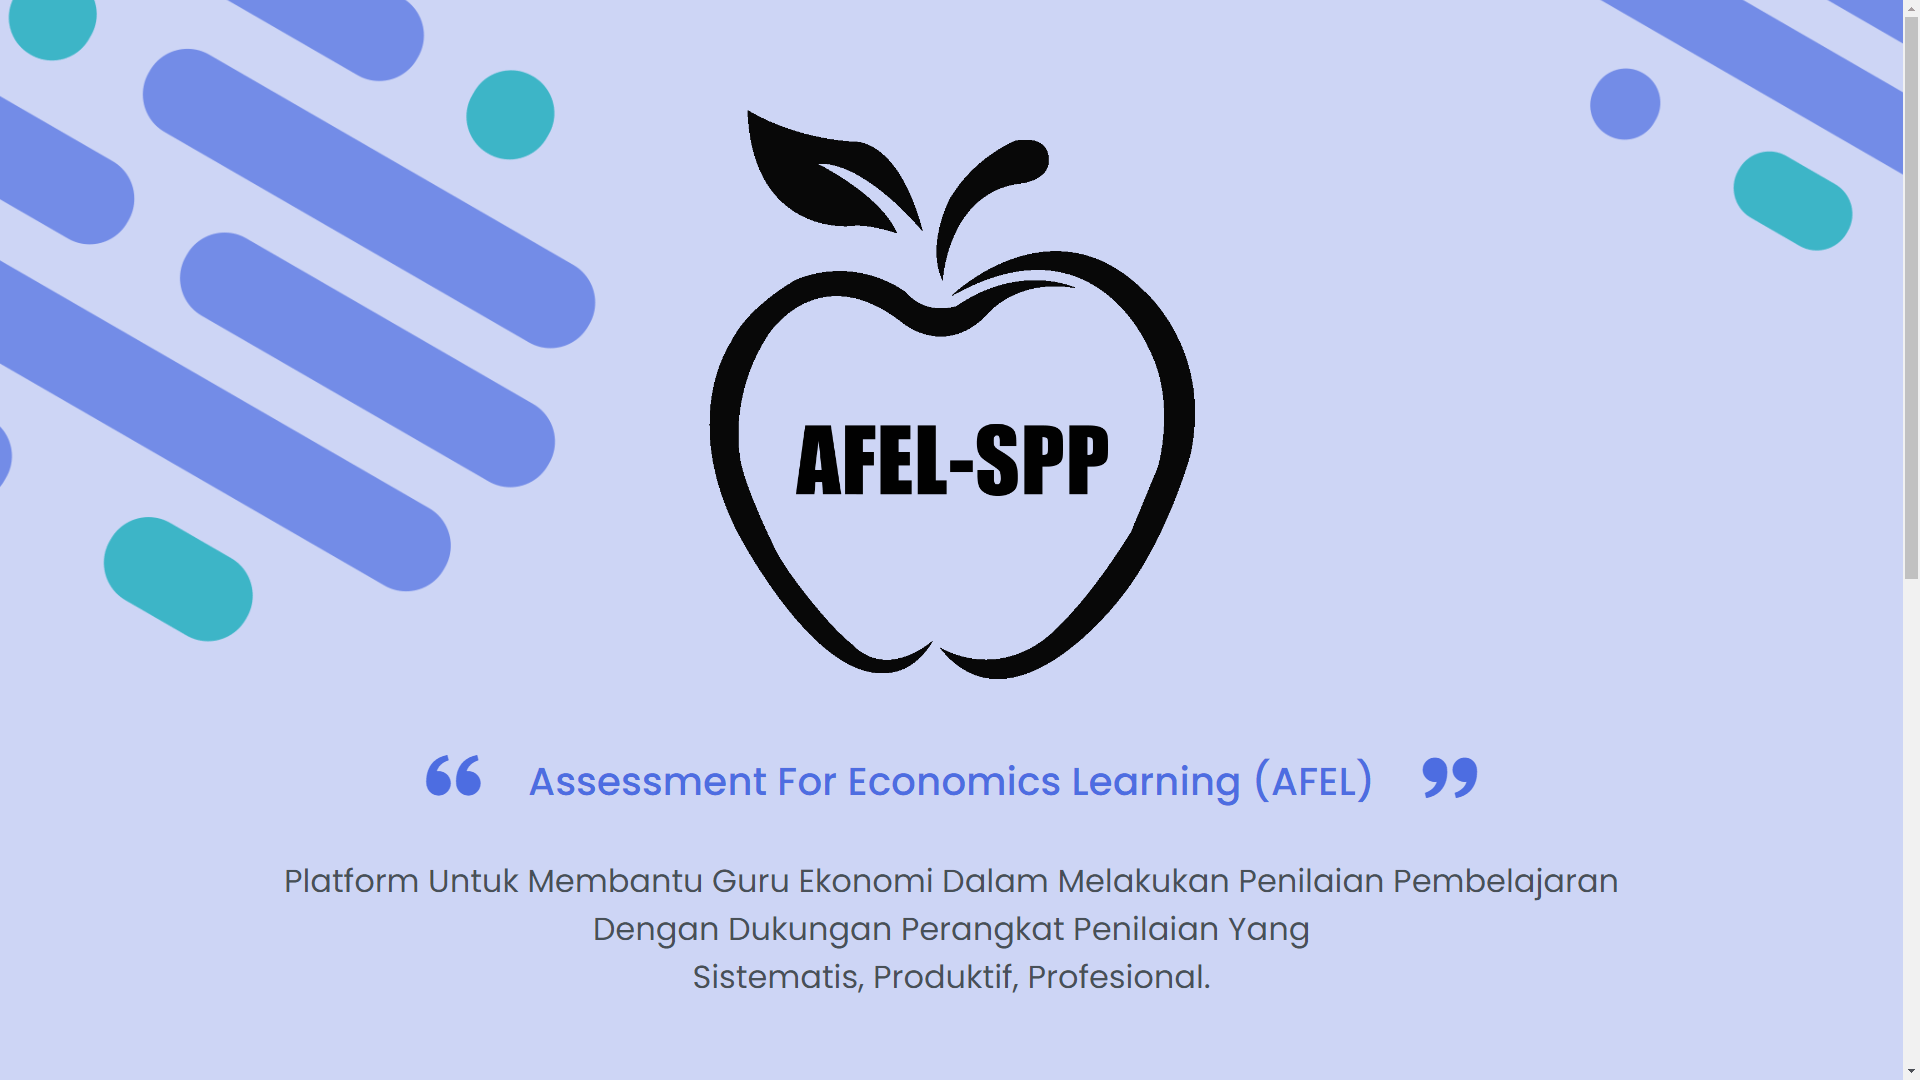 AFEL-SPP
“ Assessment For Economics Learning (AFEL) ”
Platform Untuk Membantu Guru Ekonomi Dalam Melakukan Penilaian Pembelajaran
Dengan Dukungan Perangkat Penilaian Yang
Sistematis, Produktif, Profesional.